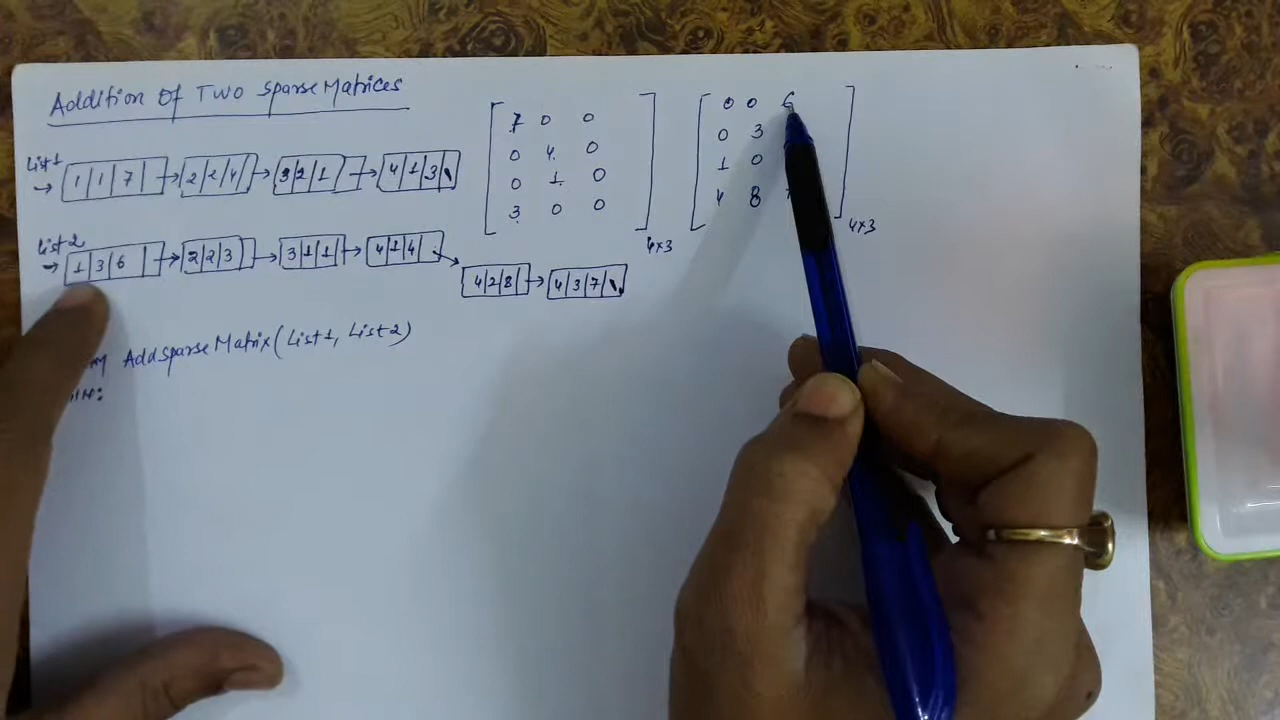 Addition Of Two Sparse Matrices
List1
1 1 7 → 2 2 4 → 3 2 1 → 4 1 3
7 0 0
0 4 0
0 1 0
3 0 0
4×3
0 0 6
0 3
1 0
4 8 7
4×3
List2
1 3 6 → 2 2 3 → 3 1 1 → 4 1 4
4 2 8 → 4 3 7
AddsparseMatrix(List1, List2)